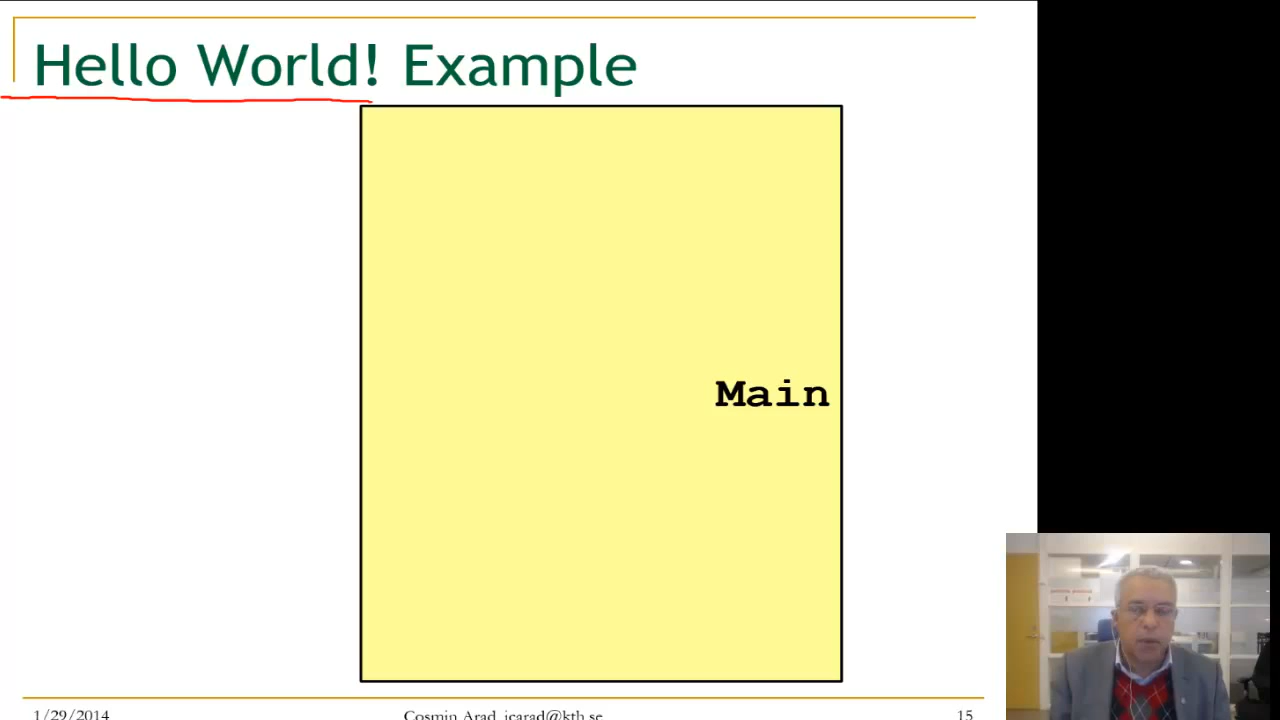 Hello World! Example
Main
1/29/2014
Cosmin Arad, icarad@kth.se
15